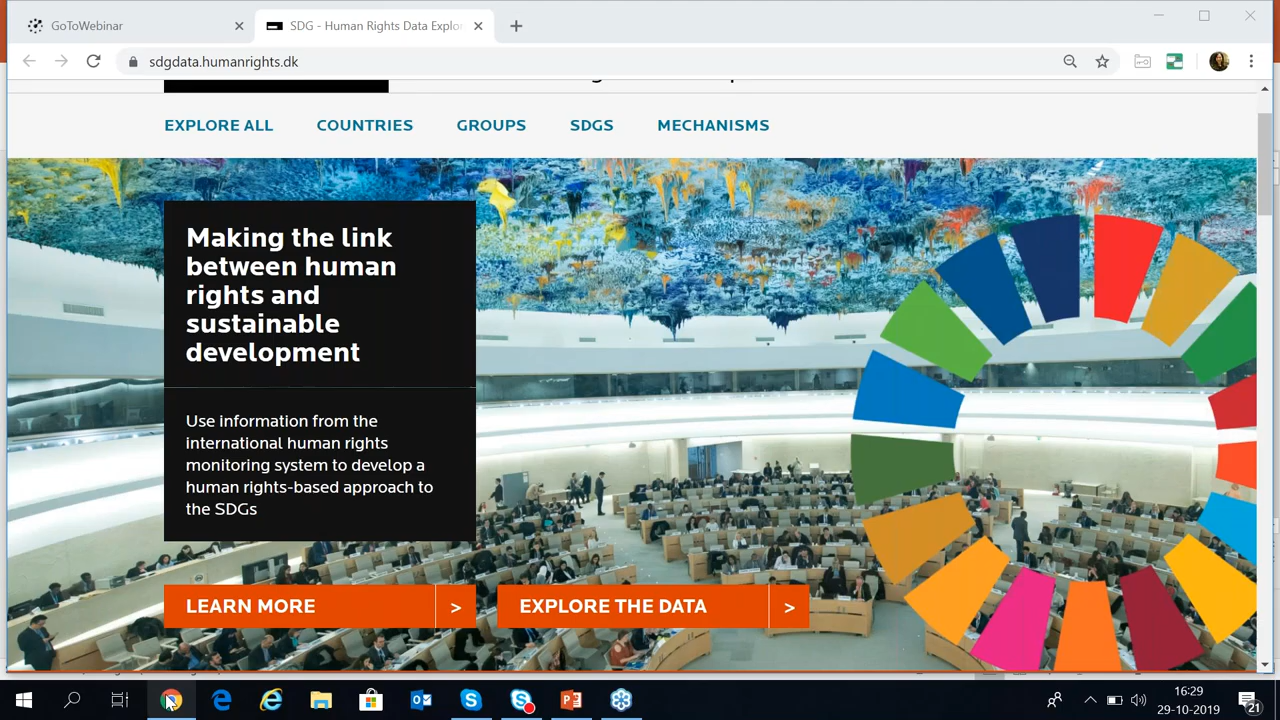 GoToWebinar
SDG - Human Rights Data Explo
sdgdata.humanrights.dk
EXPLORE ALL
COUNTRIES
GROUPS
SDGS
MECHANISMS
Making the link
between human
rights and
sustainable
development
Use information from the
international human rights
monitoring system to develop a
human rights-based approach to
the SDGs
LEARN MORE >
EXPLORE THE DATA >
16:29
29-10-2019
21